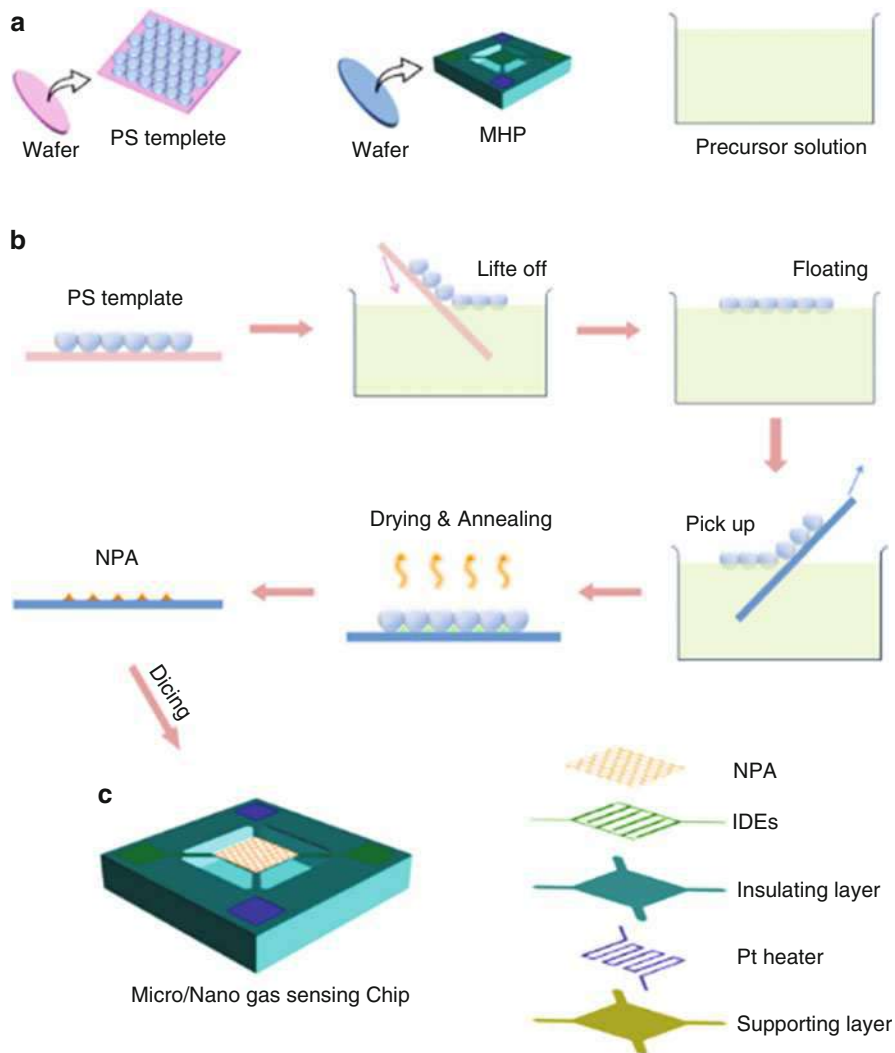 a
Wafer
PS templete
Wafer
MHP
Precursor solution
b
PS template
Lifte off
Floating
Pick up
Drying & Annealing
NPA
Dicing
c
Micro/Nano gas sensing Chip
NPA
IDEs
Insulating layer
Pt heater
Supporting layer